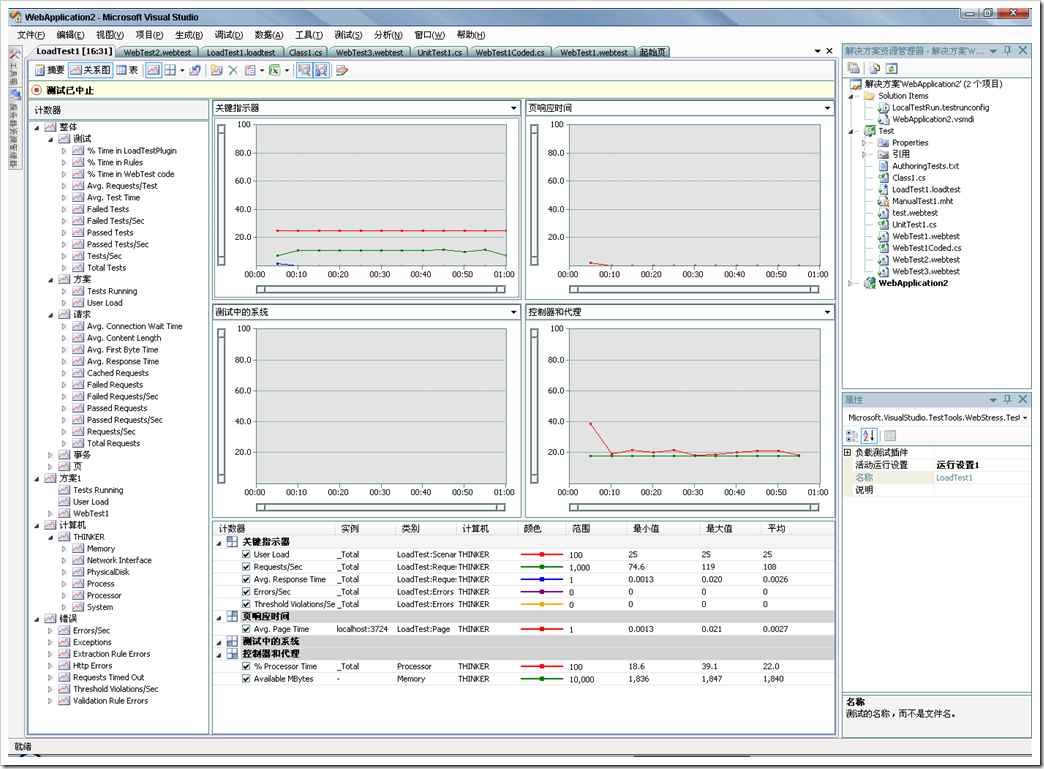 WebApplication2 - Microsoft Visual Studio
文件(F) 编辑(E) 视图(V) 项目(P) 生成(B) 调试(D) 数据(A) 工具(T) 测试(S) 分析(N) 窗口(W) 帮助(H)
LoadTest1 [16:31] WebTest2.webtest LoadTest1.loadtest Class1.cs WebTest3.webtest UnitTest1.cs WebTest1Coded.cs WebTest1.webtest 起始页
摘要 关系图 表
测试已中止
工具箱
服务器资源管理器
计数器
整体
测试
% Time in LoadTestPlugin
% Time in Rules
% Time in WebTest code
Avg. Requests/Test
Avg. Test Time
Failed Tests
Failed Tests/Sec
Passed Tests
Passed Tests/Sec
Tests/Sec
Total Tests
方案
Tests Running
User Load
请求
Avg. Connection Wait Time
Avg. Content Length
Avg. First Byte Time
Avg. Response Time
Cached Requests
Failed Requests
Failed Requests/Sec
Passed Requests
Passed Requests/Sec
Requests/Sec
Total Requests
事务
页
方案1
Tests Running
User Load
WebTest1
计算机
THINKER
Memory
Network Interface
PhysicalDisk
Process
Processor
System
错误
Errors/Sec
Exceptions
Extraction Rule Errors
Http Errors
Requests Timed Out
Threshold Violations/Sec
Validation Rule Errors
关键指示器
100
80.0
60.0
40.0
20.0
00:00 00:10 00:20 00:30 00:40 00:50 01:00
页响应时间
100
80.0
60.0
40.0
20.0
00:00 00:10 00:20 00:30 00:40 00:50 01:00
测试中的系统
100
80.0
60.0
40.0
20.0
00:00 00:10 00:20 00:30 00:40 00:50 01:00
控制器和代理
100
80.0
60.0
40.0
20.0
00:00 00:10 00:20 00:30 00:40 00:50 01:00
计数器 实例 类别 计算机 颜色 范围 最小值 最大值 平均
关键指示器
User Load _Total LoadTest:Scenar THINKER 100 25 25 25
Requests/Sec _Total LoadTest:Reque: THINKER 1,000 74.6 119 108
Avg. Response Time _Total LoadTest:Reque: THINKER 1 0.0013 0.020 0.0026
Errors/Sec _Total LoadTest:Errors THINKER 0 0 0 0
Threshold Violations/Se _Total LoadTest:Errors THINKER 0 0 0 0
页响应时间
Avg. Page Time localhost:3724 LoadTest:Page THINKER 1 0.0013 0.021 0.0027
测试中的系统
控制器和代理
% Processor Time _Total Processor THINKER 100 18.6 39.1 22.0
Available MBytes - Memory THINKER 10,000 1,836 1,847 1,840
解决方案资源管理器 - 解决方案'W...
解决方案'WebApplication2' (2 个项目)
Solution Items
LocalTestRun.testrunconfig
WebApplication2.vsmdi
Test
Properties
引用
AuthoringTests.txt
Class1.cs
LoadTest1.loadtest
ManualTest1.mht
test.webtest
UnitTest1.cs
WebTest1.webtest
WebTest1Coded.cs
WebTest2.webtest
WebTest3.webtest
WebApplication2
属性
Microsoft.VisualStudio.TestTools.WebStress.Test
负载测试插件
活动运行设置 运行设置1
名称 LoadTest1
说明
名称
测试的名称，而不是文件名。
就绪